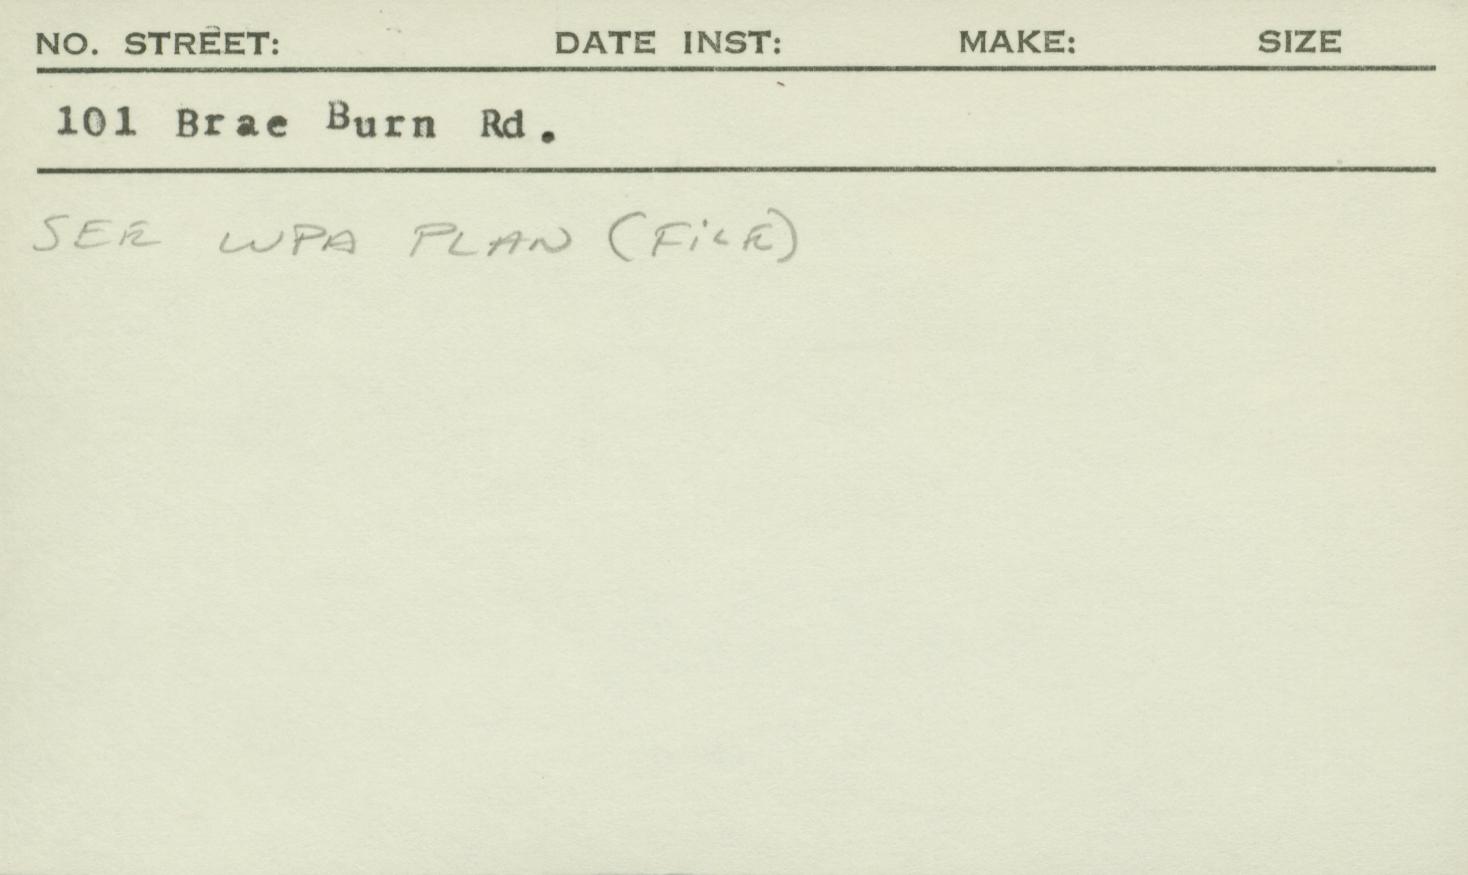 NO. STREET: DATE INST: MAKE: SIZE
101 Brae Burn Rd.
SEE WPA PLAN (FiLE)